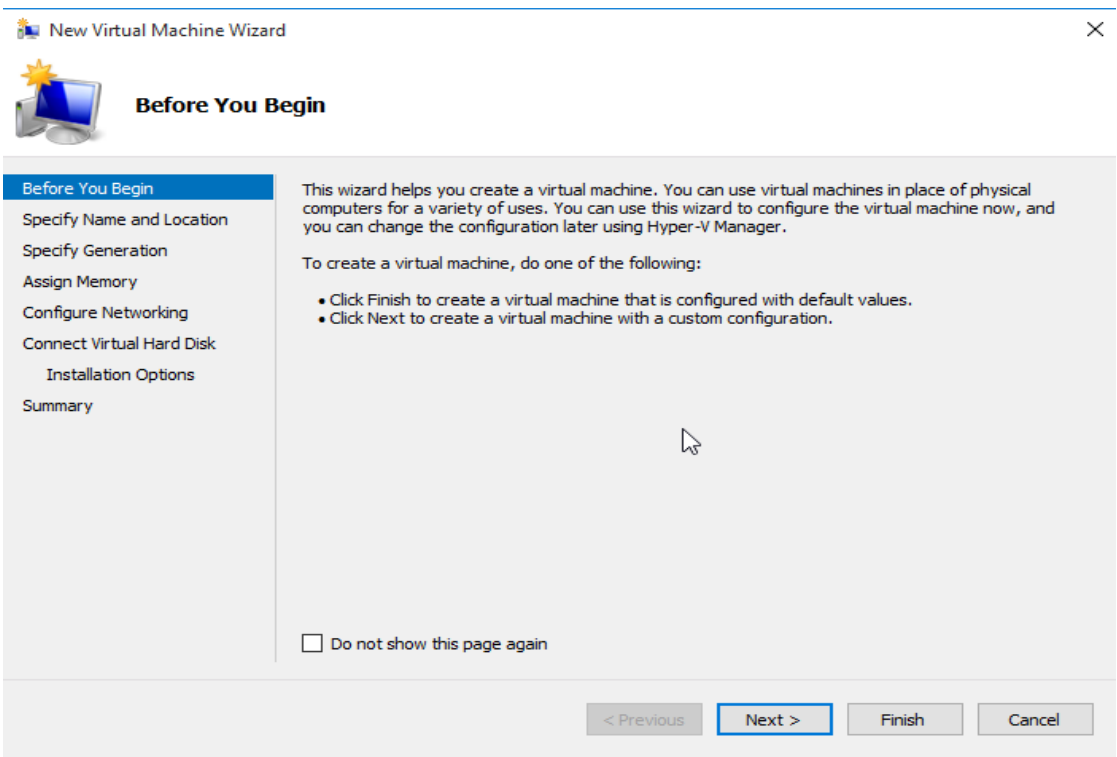 New Virtual Machine Wizard
Before You Begin
Before You Begin
Specify Name and Location
Specify Generation
Assign Memory
Configure Networking
Connect Virtual Hard Disk
Installation Options
Summary
This wizard helps you create a virtual machine. You can use virtual machines in place of physical
computers for a variety of uses. You can use this wizard to configure the virtual machine now, and
you can change the configuration later using Hyper-V Manager.
To create a virtual machine, do one of the following:
• Click Finish to create a virtual machine that is configured with default values.
• Click Next to create a virtual machine with a custom configuration.
Do not show this page again
< Previous
Next >
Finish
Cancel